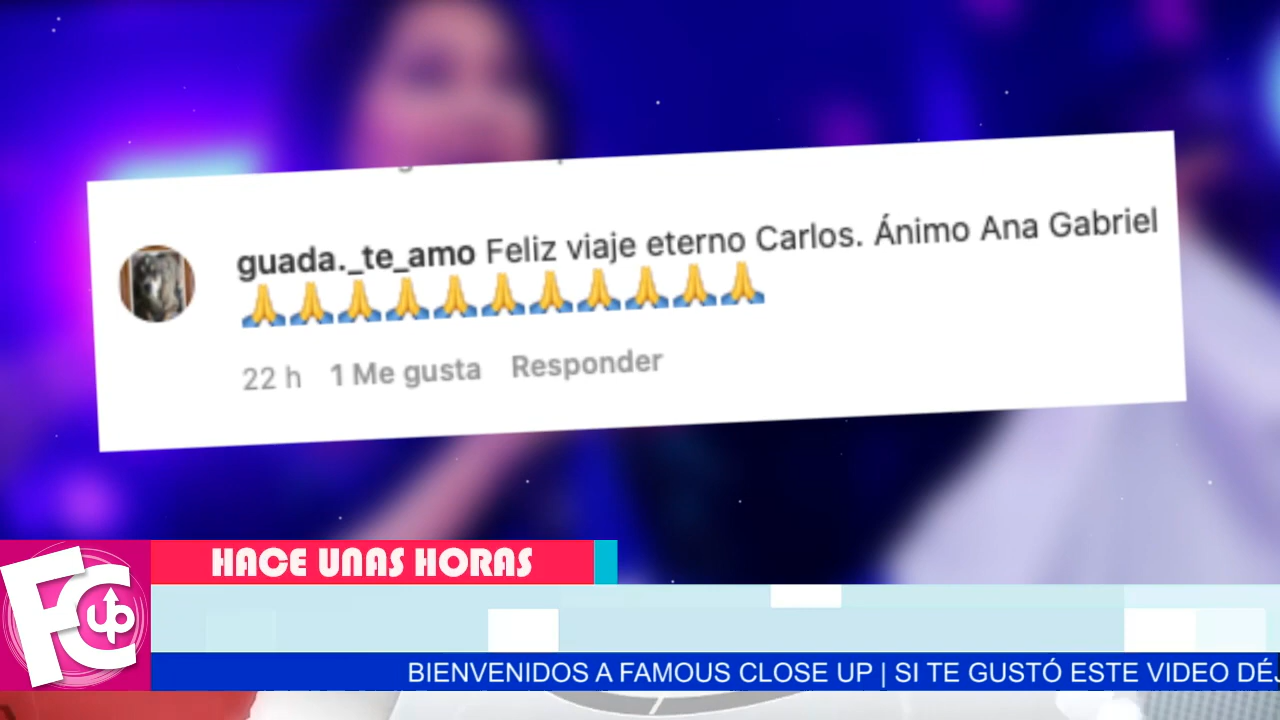 guada._te_amo Feliz viaje eterno Carlos. Ánimo Ana Gabriel
🙏🙏🙏🙏🙏🙏🙏🙏🙏🙏🙏
22 h 1 Me gusta Responder
HACE UNAS HORAS
FC up
BIENVENIDOS A FAMOUS CLOSE UP | SI TE GUSTÓ ESTE VIDEO DÉJ